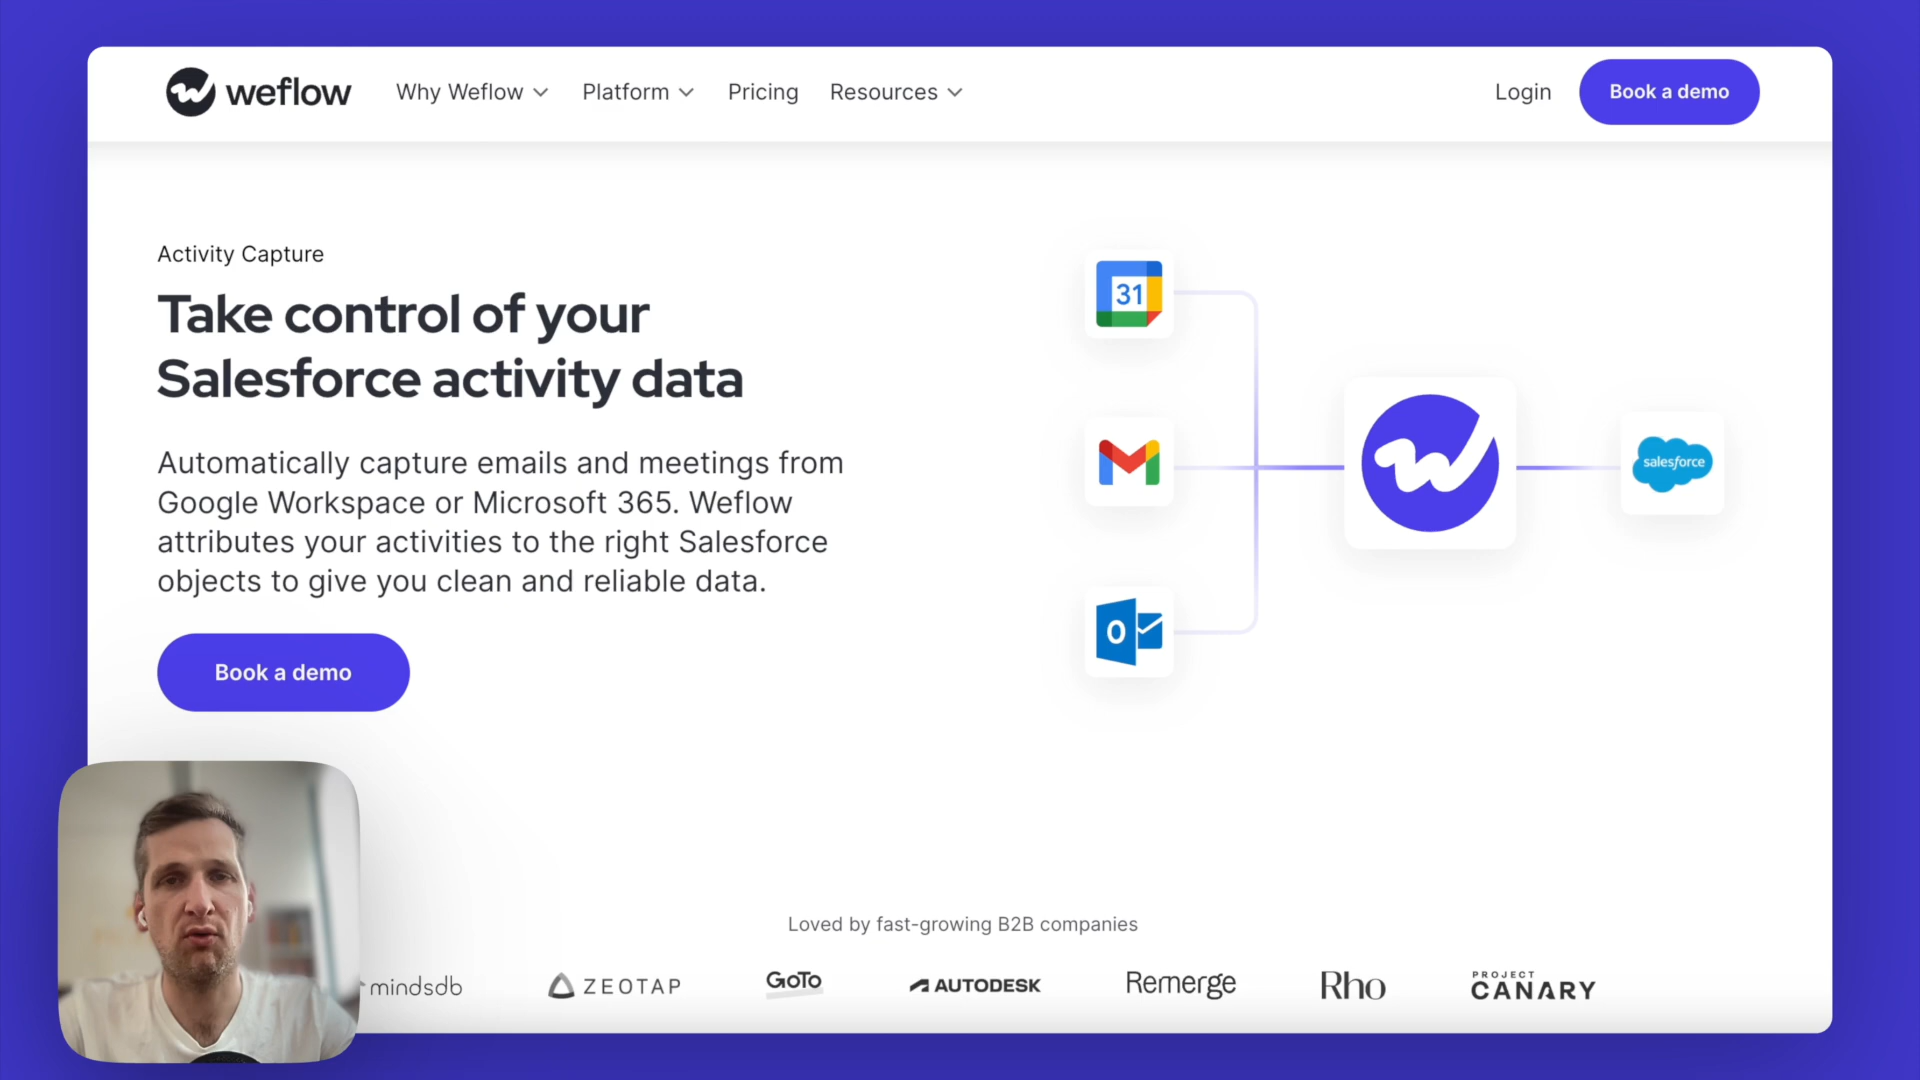 weflow
Why Weflow
Platform
Pricing
Resources
Login
Book a demo
Activity Capture
Take control of your
Salesforce activity data
Automatically capture emails and meetings from
Google Workspace or Microsoft 365. Weflow
attributes your activities to the right Salesforce
objects to give you clean and reliable data.
Book a demo
31
salesforce
Loved by fast-growing B2B companies
mindsdb
ZEOTAP
GoTo
AUTODESK
Remerge
Rho
PROJECT
CANARY